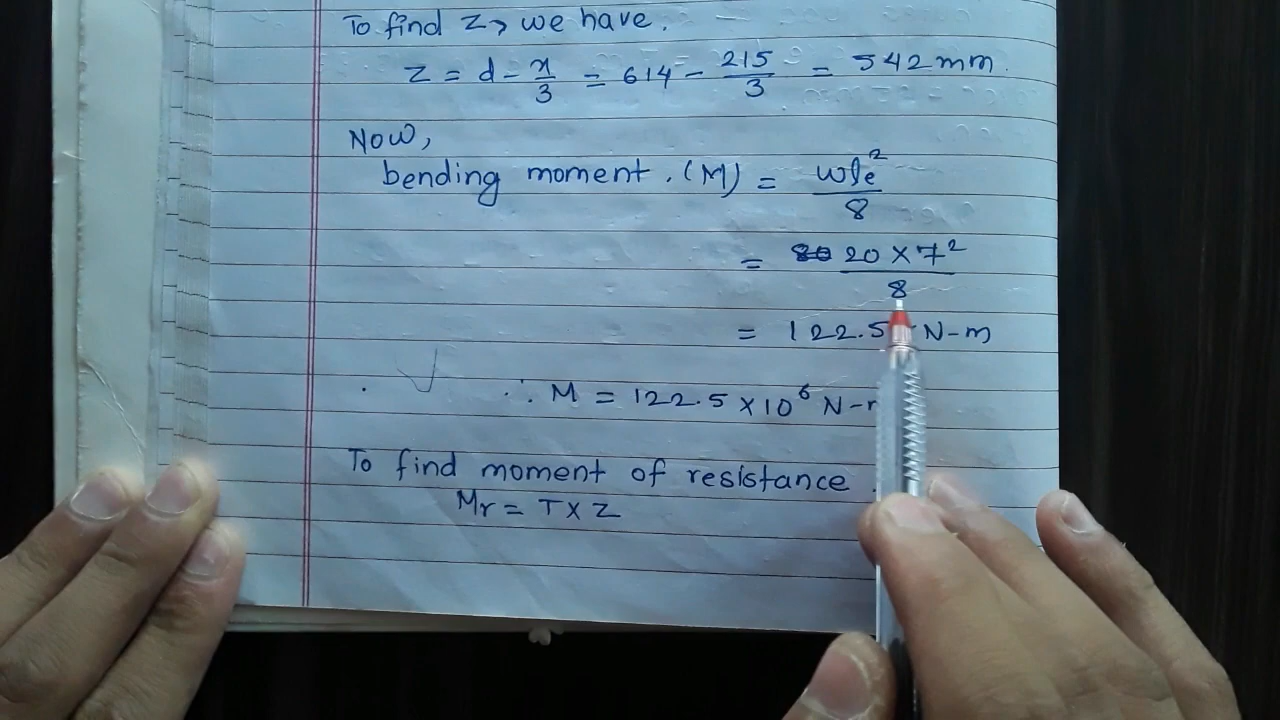 To find z, we have.
z = d - x/3 = 614 - 215/3 = 542 mm.
Now,
bending moment. (M) = wle²/8
= 20 x 7²/8
= 122.5 N-m
∴ M = 122.5 x 10⁶ N-
To find moment of resistance
Mr = T x z